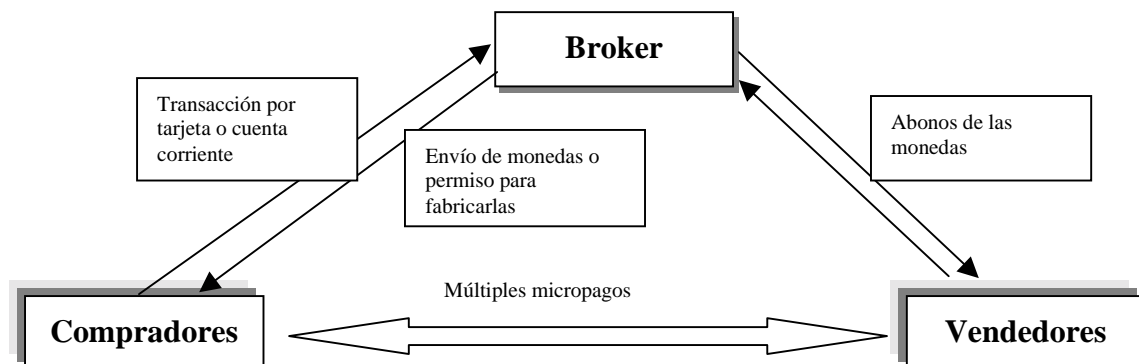 Broker
Transacción por
tarjeta o cuenta
corriente
Envío de monedas o
permiso para
fabricarlas
Abonos de las
monedas
Múltiples micropagos
Compradores
Vendedores